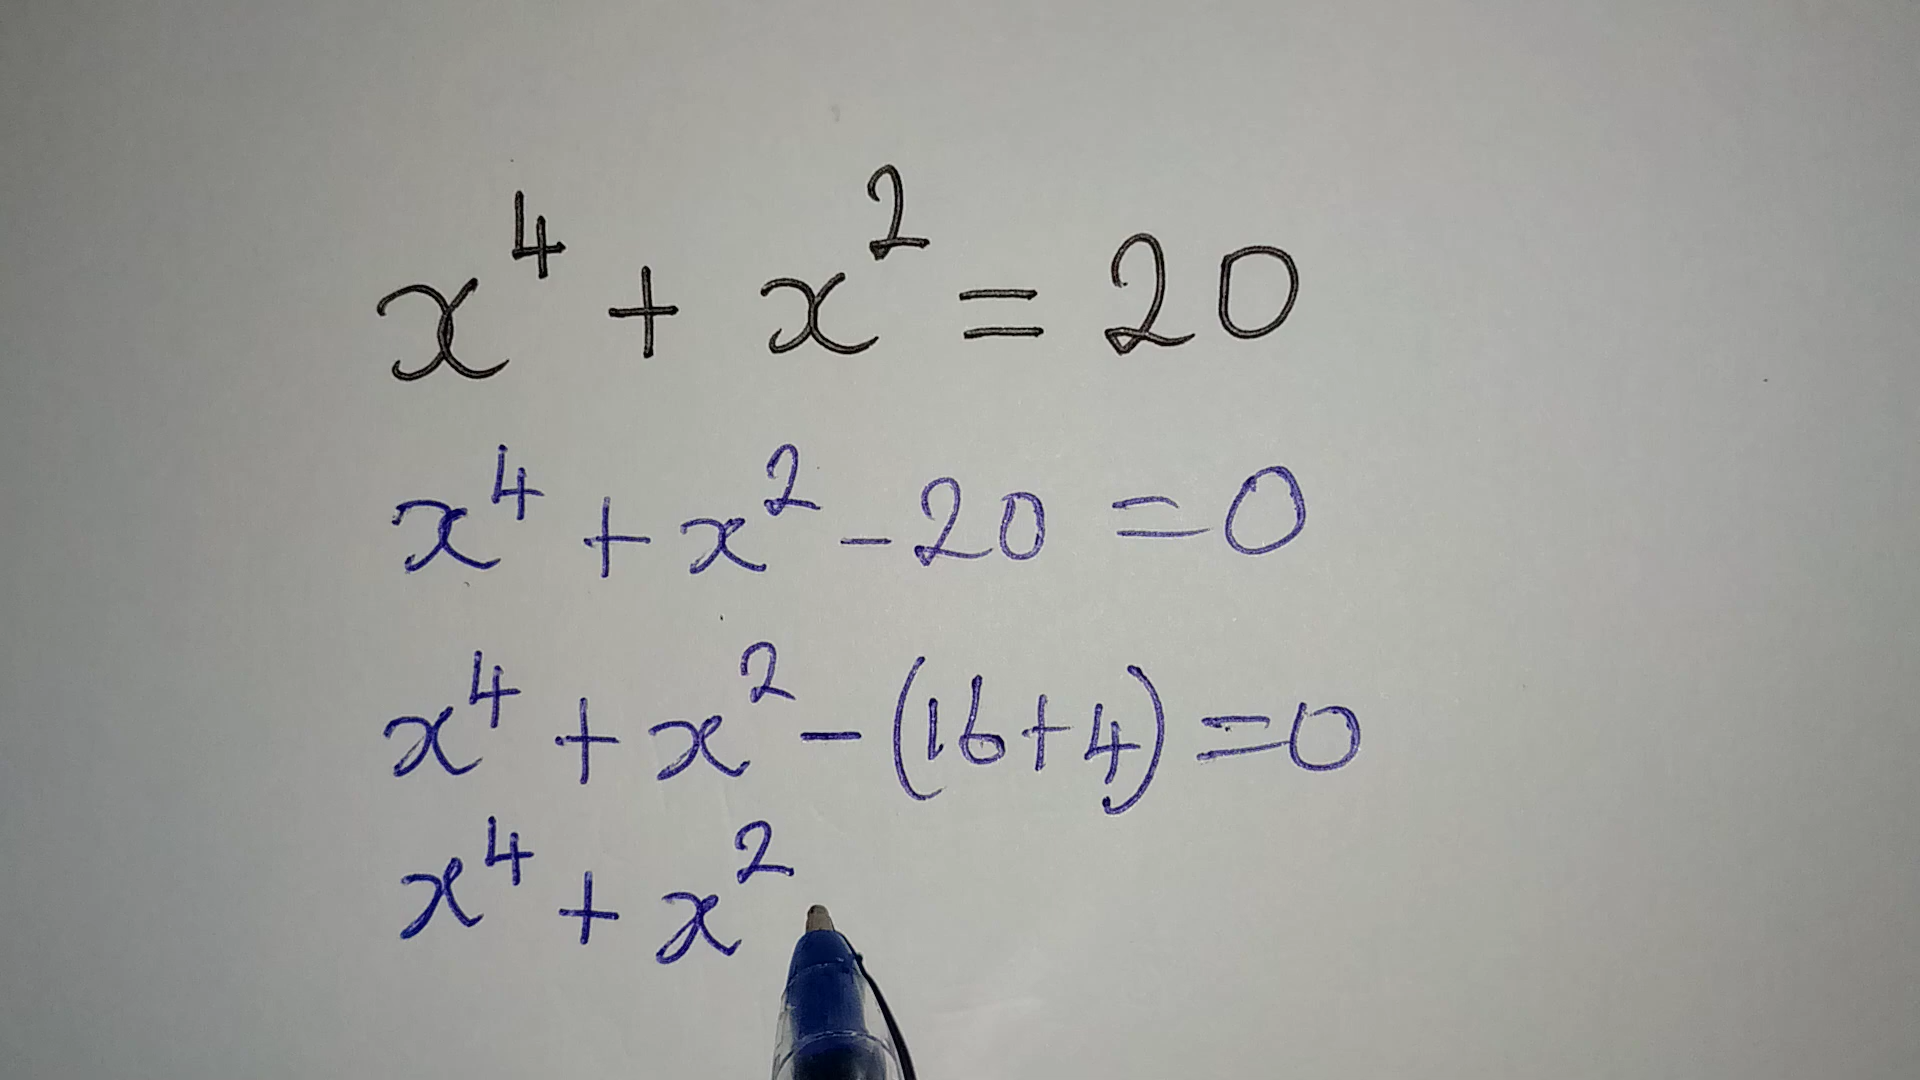 x⁴ + x² = 20
x⁴ + x² - 20 = 0
x⁴ + x² - (16 + 4) = 0
x⁴ + x²